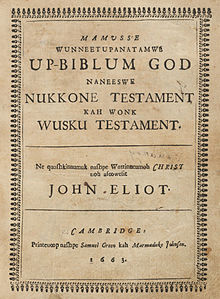 MAMVSSE
WUNNEETUPANATAMWE
UP-BIBLUM GOD
NANEESWE
NUKKONE TESTAMENT
KAH WONK
WUSKU TESTAMENT.
Ne quoshkinnumuk nashpe Wuttinneumoh CHRIST
noh asoowesit
JOHN ELIOT.
CAMBRIDGE:
Printeuoop nashpe Samuel Green kah Marmaduke Johnson.
1663.